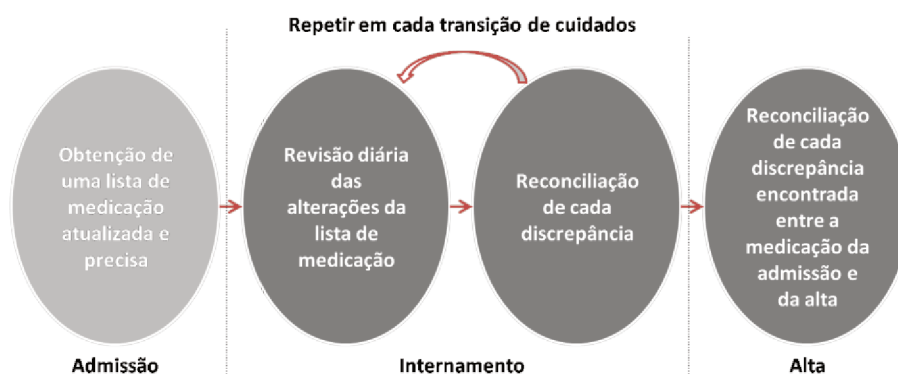 Repetir em cada transição de cuidados
Obtenção de
uma lista de
medicação
atualizada e
precisa
Revisão diária
das
alterações da
lista de
medicação
Reconciliação
de cada
discrepância
Reconciliação
de cada
discrepância
encontrada
entre a
medicação da
admissão e
da alta
Admissão
Internamento
Alta